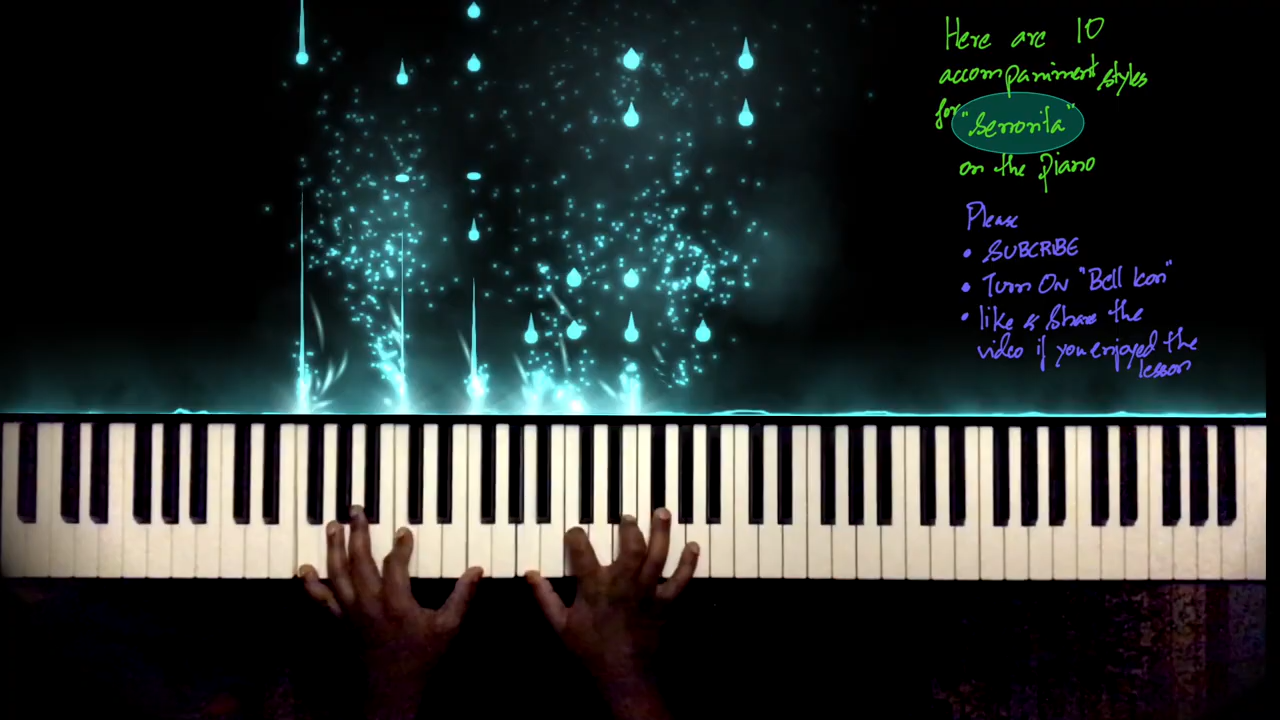 Here are 10
accompaniment styles
for "Senorita"
on the piano
Please
• SUBCRIBE
• Turn On "Bell Icon"
• like & Share the
video if you enjoyed the
lesson